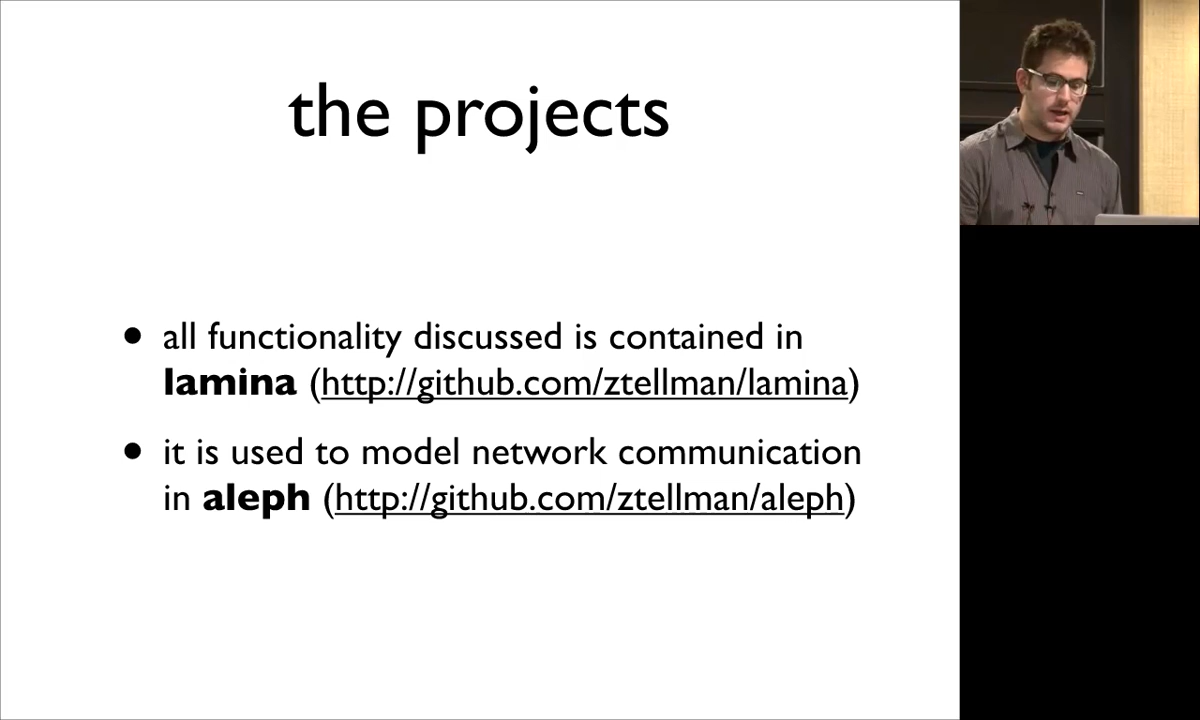 the projects
• all functionality discussed is contained in
lamina (http://github.com/ztellman/lamina)
• it is used to model network communication
in aleph (http://github.com/ztellman/aleph)